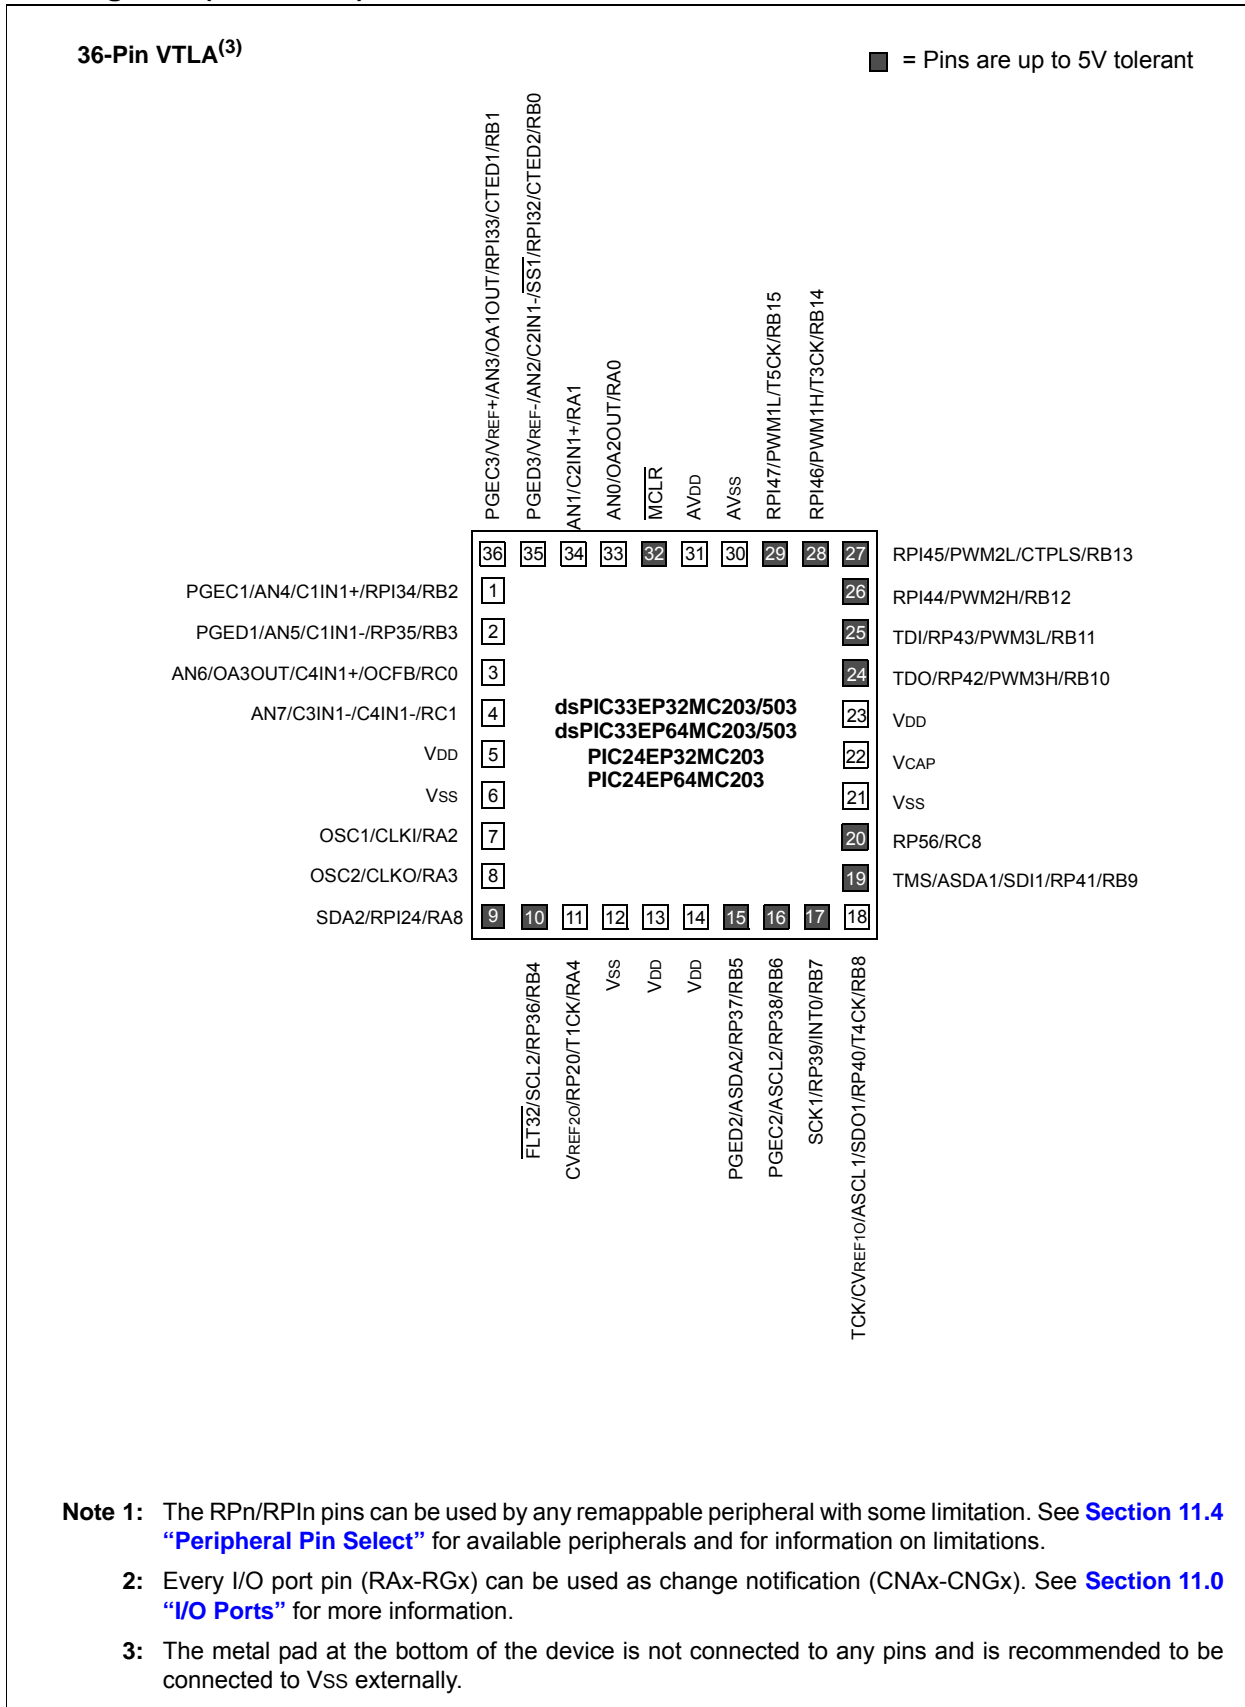 36-Pin VTLA(3)
= Pins are up to 5V tolerant
PGEC3/VREF+/AN3/OA1OUT/RPI33/CTED1/RB1
PGED3/VREF-/AN2/C2IN1-/SS1/RPI32/CTED2/RB0
AN1/C2IN1+/RA1
AN0/OA2OUT/RA0
MCLR
AVDD
AVSS
RPI47/PWM1L/T5CK/RB15
RPI46/PWM1H/T3CK/RB14
36 35 34 33 32 31 30 29 28 27 RPI45/PWM2L/CTPLS/RB13
PGEC1/AN4/C1IN1+/RPI34/RB2 1 26 RPI44/PWM2H/RB12
PGED1/AN5/C1IN1-/RP35/RB3 2 25 TDI/RP43/PWM3L/RB11
AN6/OA3OUT/C4IN1+/OCFB/RC0 3 24 TDO/RP42/PWM3H/RB10
AN7/C3IN1-/C4IN1-/RC1 4 23 VDD
dsPIC33EP32MC203/503
dsPIC33EP64MC203/503
PIC24EP32MC203
PIC24EP64MC203
VDD 5 22 VCAP
VSS 6 21 VSS
OSC1/CLKI/RA2 7 20 RP56/RC8
OSC2/CLKO/RA3 8 19 TMS/ASDA1/SDI1/RP41/RB9
SDA2/RPI24/RA8 9 10 11 12 13 14 15 16 17 18
FLT32/SCL2/RP36/RB4
CVREF2O/RP20/T1CK/RA4
VSS
VDD
VDD
PGED2/ASDA2/RP37/RB5
PGEC2/ASCL2/RP38/RB6
SCK1/RP39/INT0/RB7
TCK/CVREF1O/ASCL1/SDO1/RP40/T4CK/RB8
Note 1: The RPn/RPIn pins can be used by any remappable peripheral with some limitation. See Section 11.4
“Peripheral Pin Select” for available peripherals and for information on limitations.
2: Every I/O port pin (RAx-RGx) can be used as change notification (CNAx-CNGx). See Section 11.0
“I/O Ports” for more information.
3: The metal pad at the bottom of the device is not connected to any pins and is recommended to be
connected to VSS externally.